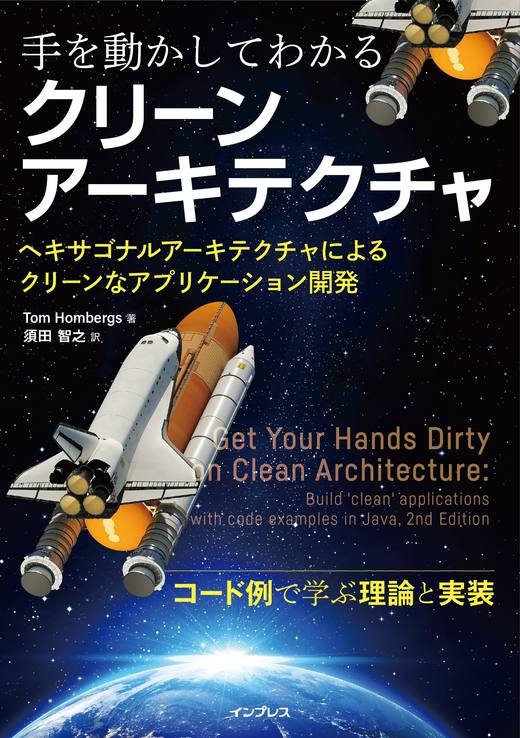 手を動かしてわかる
クリーン
アーキテクチャ
ヘキサゴナルアーキテクチャによる
クリーンなアプリケーション開発
Tom Hombergs 著
須田 智之 訳
Get Your Hands Dirty
on Clean Architecture:
Build 'clean' applications
with code examples in Java, 2nd Edition
コード例で学ぶ理論と実装
インプレス